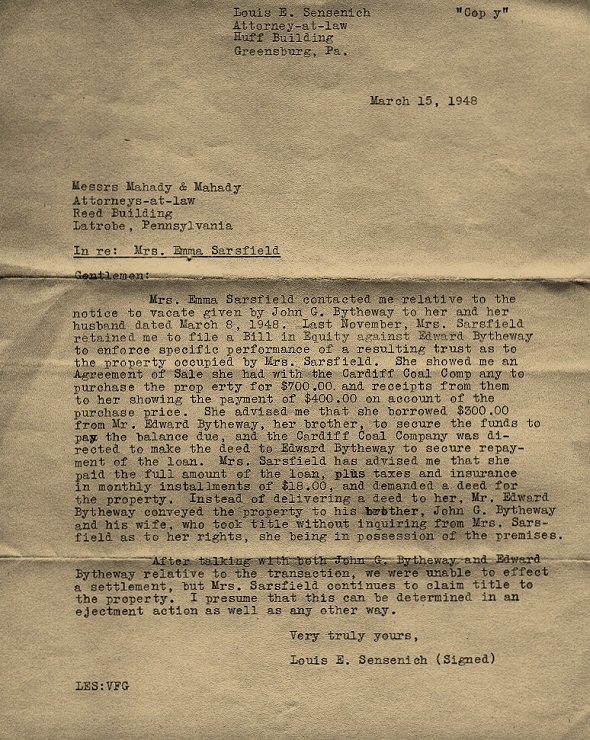 Louis E. Sensenich "Cop y"
Attorney-at-law
Huff Building
Greensburg, Pa.
March 15, 1948
Messrs Mahady & Mahady
Attorneys-at-law
Reed Building
Latrobe, Pennsylvania
In re: Mrs. Emma Sarsfield
Gentlemen:
Mrs. Emma Sarsfield contacted me relative to the
notice to vacate given by John G. Bytheway to her and her
husband dated March 8, 1948. Last November, Mrs. Sarsfield
retained me to file a Bill in Equity against Edward Bytheway
to enforce specific performance of a resulting trust as to
the property occupied by Mrs. Sarsfield. She showed me an
Agreement of Sale she had with the Cardiff Coal Comp any to
purchase the prop erty for $700.00 and receipts from them
to her showing the payment of $400.00 on account of the
purchase price. She advised me that she borrowed $300.00
from Mr. Edward Bytheway, her brother, to secure the funds to
pay the balance due, and the Cardiff Coal Company was di-
rected to make the deed to Edward Bytheway to secure repay-
ment of the loan. Mrs. Sarsfield has advised me that she
paid the full amount of the loan, plus taxes and insurance
in monthly installments of $18.00, and demanded a deed for
the property. Instead of delivering a deed to her, Mr. Edward
Bytheway conveyed the property to his brother, John G. Bytheway
and his wife, who took title without inquiring from Mrs. Sars-
field as to her rights, she being in possession of the premises.
After talking with both John G. Bytheway and Edward
Bytheway relative to the transaction, we were unable to effect
a settlement, but Mrs. Sarsfield continues to claim title to
the property. I presume that this can be determined in an
ejectment action as well as any other way.
Very truly yours,
Louis E. Sensenich (Signed)
LES:VFG